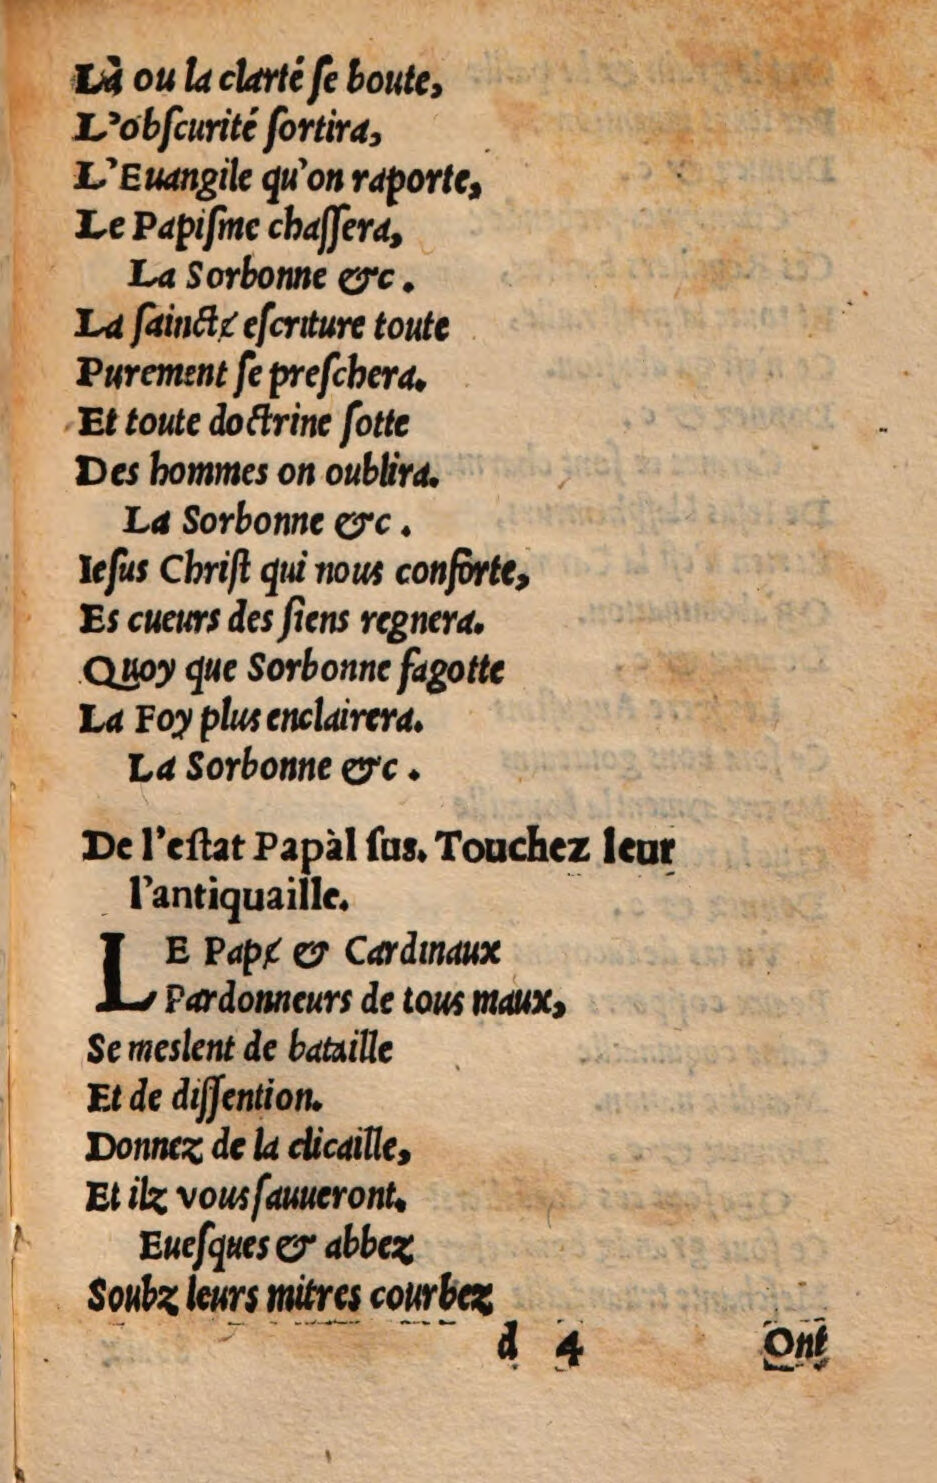 Là ou la clarté ſe boute,
L'obſcurité ſortira,
L'Euangile qu'on raporte,
Le Papiſme chaſſera,
La Sorbonne &c .
La ſainctɇ eſcriture toute
Purement ſe preſchera.
Et toute doctrine ſotte
Des hommes on oublira.
La Sorbonne &c .
Ieſus Chriſt qui nous conforte,
Es cueurs des ſiens regnera.
Quoy que Sorbonne fagotte
La Foy plus enclairera.
La Sorbonne &c .
De l'eſtat Papàl ſus. Touchez leur
l'antiquaille.
LE Papɇ & Cardinaux
Pardonneurs de tous maux,
Se meslent de bataille
Et de diſſention.
Donnez de la clicaille,
Et ilz vous ſauueront.
Eueſques & abbez
Soubz leurs mitres courbez
d 4 Ont